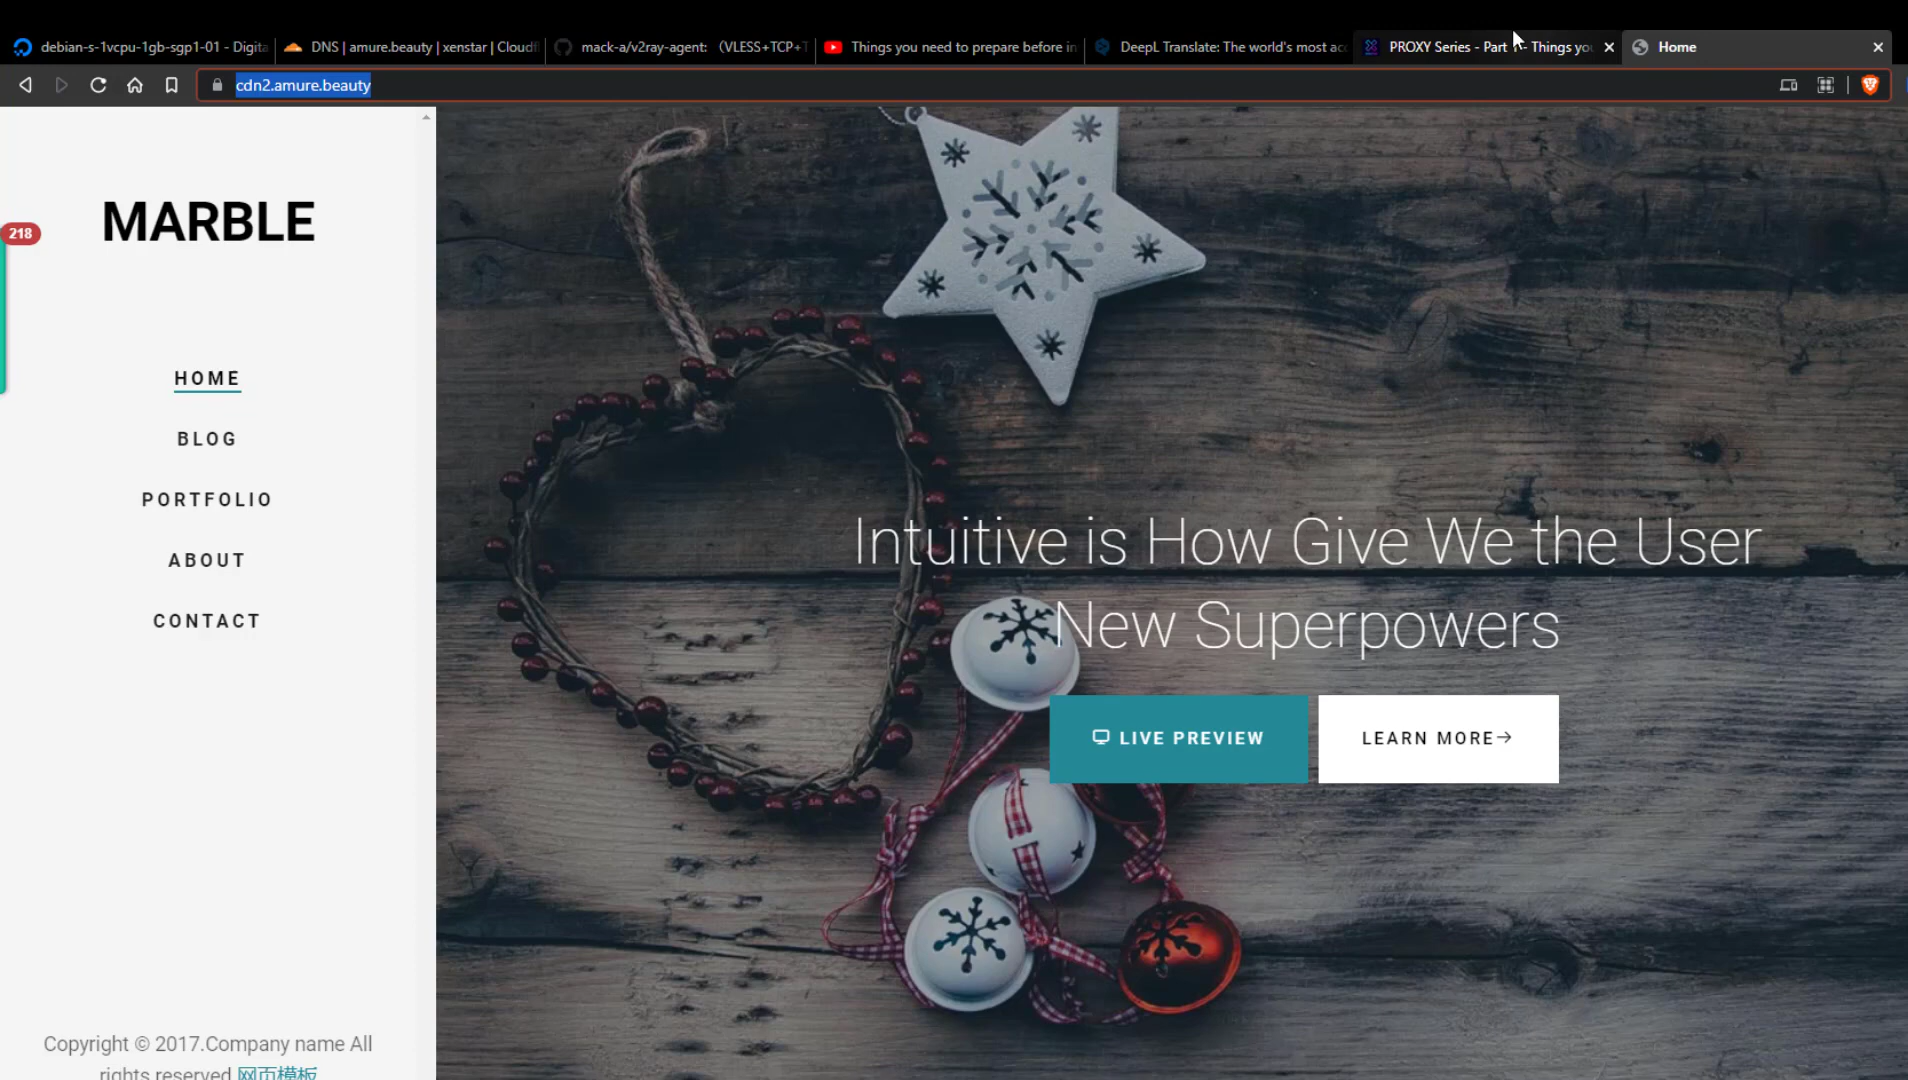 debian-s-1vcpu-1gb-sgp1-01 - Digita
DNS | amure.beauty | xenstar | Cloudf
mack-a/v2ray-agent: （VLESS+TCP+T
Things you need to prepare before in
DeepL Translate: The world's most acc
PROXY Series - Part - Things you
Home
cdn2.amure.beauty
MARBLE
218
HOME
BLOG
PORTFOLIO
ABOUT
CONTACT
Intuitive is How Give We the User
New Superpowers
LIVE PREVIEW
LEARN MORE→
Copyright © 2017.Company name All
rights reserved.网页模板